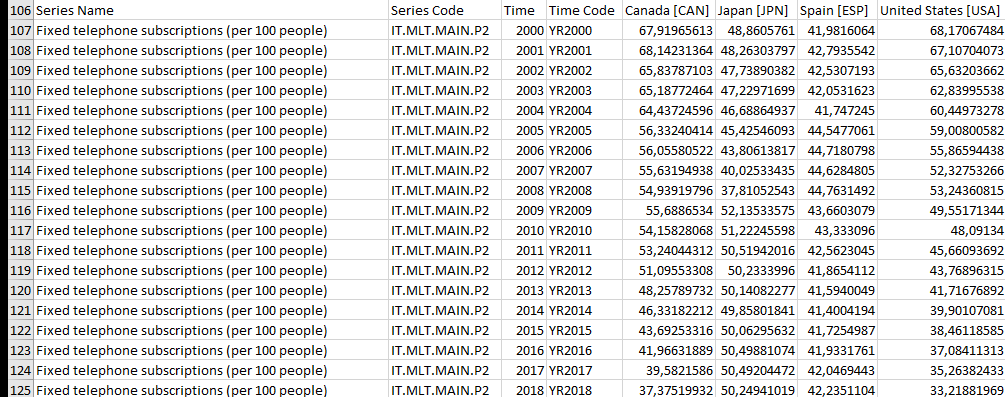 106 Series Name Series Code Time Time Code Canada [CAN] Japan [JPN] Spain [ESP] United States [USA]
107 Fixed telephone subscriptions (per 100 people) IT.MLT.MAIN.P2 2000 YR2000 67,91965613 48,8605761 41,9816064 68,17067484
108 Fixed telephone subscriptions (per 100 people) IT.MLT.MAIN.P2 2001 YR2001 68,14231364 48,26303797 42,7935542 67,10704073
109 Fixed telephone subscriptions (per 100 people) IT.MLT.MAIN.P2 2002 YR2002 65,83787103 47,73890382 42,5307193 65,63203662
110 Fixed telephone subscriptions (per 100 people) IT.MLT.MAIN.P2 2003 YR2003 65,18772464 47,22971699 42,0531623 62,83995538
111 Fixed telephone subscriptions (per 100 people) IT.MLT.MAIN.P2 2004 YR2004 64,43724596 46,68864937 41,747245 60,44973278
112 Fixed telephone subscriptions (per 100 people) IT.MLT.MAIN.P2 2005 YR2005 56,33240414 45,42546093 44,5477061 59,00800582
113 Fixed telephone subscriptions (per 100 people) IT.MLT.MAIN.P2 2006 YR2006 56,05580522 43,80613817 44,7180798 55,86594438
114 Fixed telephone subscriptions (per 100 people) IT.MLT.MAIN.P2 2007 YR2007 55,63194938 40,02533435 44,6284805 52,32753266
115 Fixed telephone subscriptions (per 100 people) IT.MLT.MAIN.P2 2008 YR2008 54,93919796 37,81052543 44,7631492 53,24360815
116 Fixed telephone subscriptions (per 100 people) IT.MLT.MAIN.P2 2009 YR2009 55,6886534 52,13533575 43,6603079 49,55171344
117 Fixed telephone subscriptions (per 100 people) IT.MLT.MAIN.P2 2010 YR2010 54,15828068 51,22245598 43,333096 48,09134
118 Fixed telephone subscriptions (per 100 people) IT.MLT.MAIN.P2 2011 YR2011 53,24044312 50,51942016 42,5623045 45,66093692
119 Fixed telephone subscriptions (per 100 people) IT.MLT.MAIN.P2 2012 YR2012 51,09553308 50,2333996 41,8654112 43,76896315
120 Fixed telephone subscriptions (per 100 people) IT.MLT.MAIN.P2 2013 YR2013 48,25789732 50,14082277 41,5940049 41,71676892
121 Fixed telephone subscriptions (per 100 people) IT.MLT.MAIN.P2 2014 YR2014 46,33182212 49,85801841 41,4004194 39,90107081
122 Fixed telephone subscriptions (per 100 people) IT.MLT.MAIN.P2 2015 YR2015 43,69253316 50,06295632 41,7254987 38,46118585
123 Fixed telephone subscriptions (per 100 people) IT.MLT.MAIN.P2 2016 YR2016 41,96631889 50,49881074 41,9331761 37,08411313
124 Fixed telephone subscriptions (per 100 people) IT.MLT.MAIN.P2 2017 YR2017 39,5821586 50,49204472 42,0469443 35,26382433
125 Fixed telephone subscriptions (per 100 people) IT.MLT.MAIN.P2 2018 YR2018 37,37519932 50,24941019 42,2351104 33,21881969